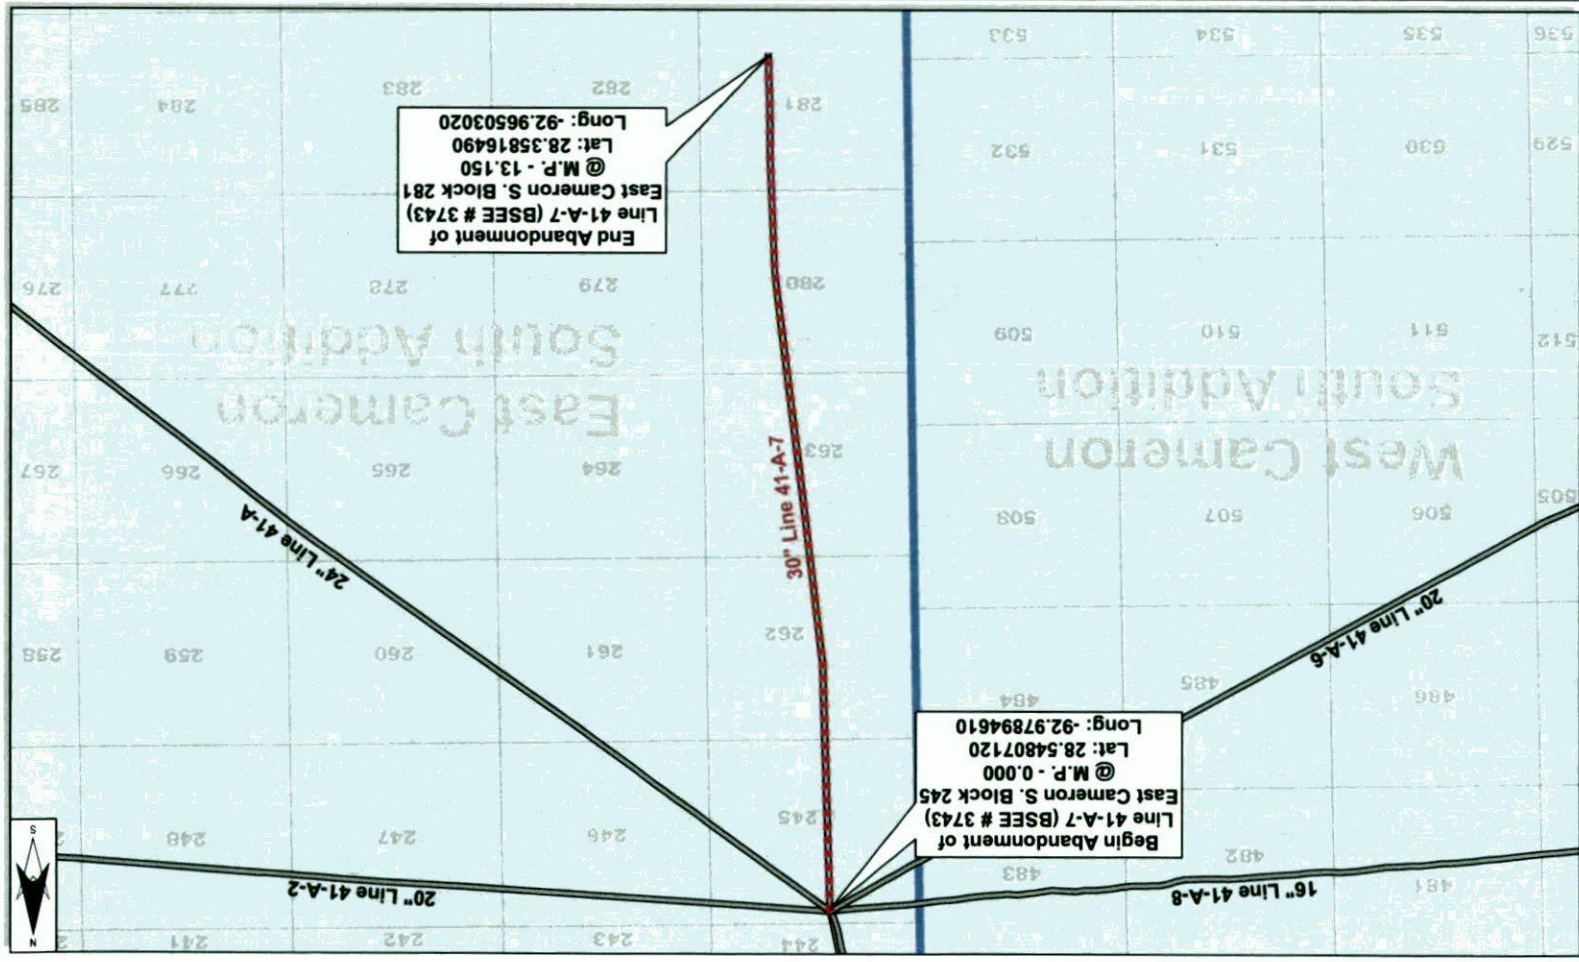 244
243
242
241
N
S
16" Line 41-A-8
20" Line 41-A-2
481
482
483
Begin Abandonment of
Line 41-A-7 (BSEE # 3743)
East Cameron S. Block 245
@ M.P. - 0.000
Lat: 28.54807120
Long: -92.97894610
245
246
247
248
486
485
484
20" Line 41-A-6
262
261
260
259
258
24" Line 41-A
30" Line 41-A-7
505
506
507
508
263
264
265
266
267
West Cameron
South Addition
East Cameron
South Addition
512
511
510
509
280
279
278
277
276
End Abandonment of
Line 41-A-7 (BSEE # 3743)
East Cameron S. Block 281
@ M.P. - 13.150
Lat: 28.35816490
Long: -92.96503020
529
530
531
532
281
282
283
284
285
536
535
534
533